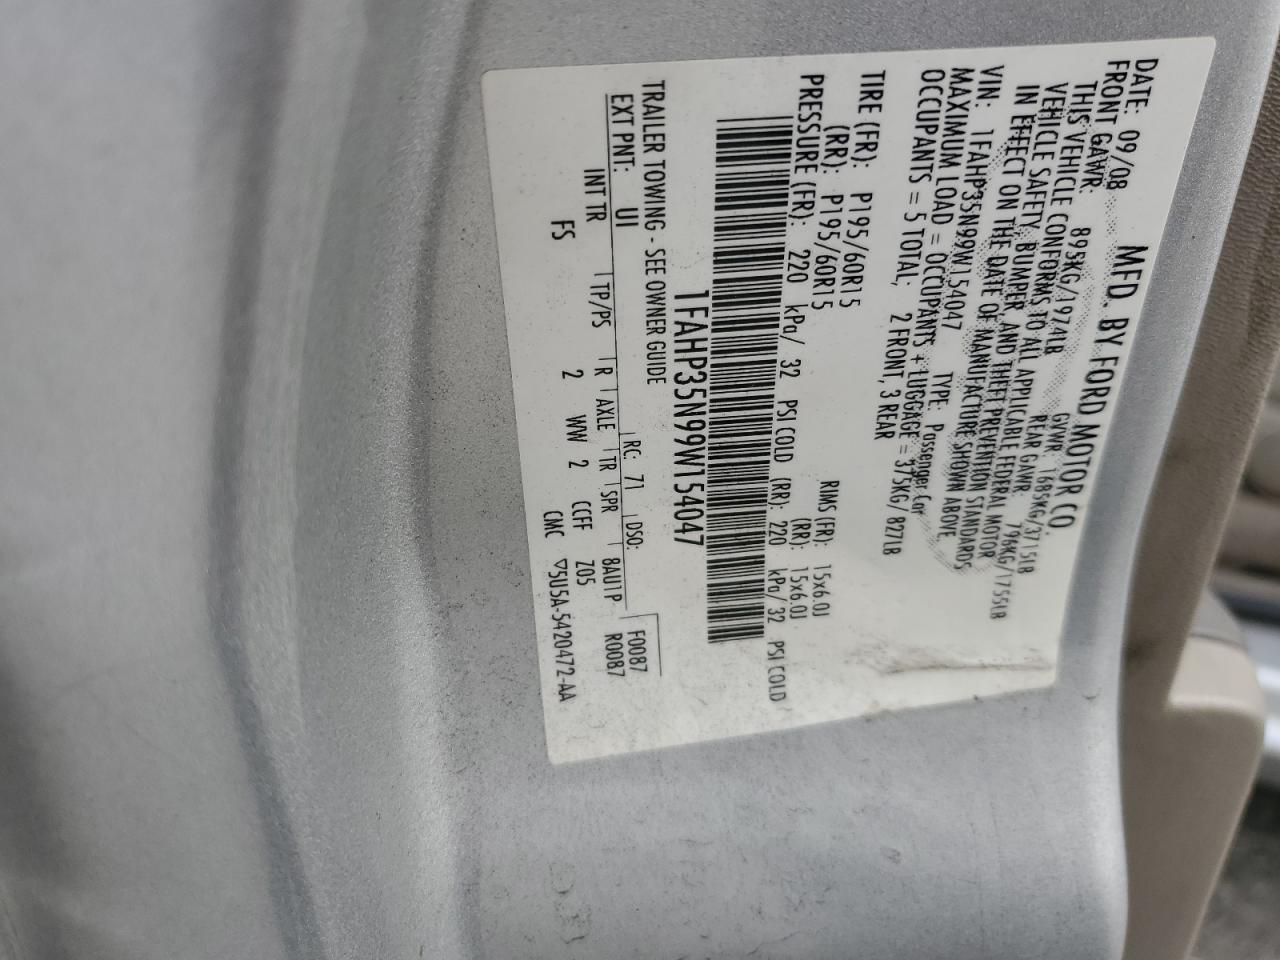 MFD. BY FORD MOTOR CO.
DATE: 09/08 GVWR: 1685KG/3715LB
FRONT GAWR: 895KG/1974LB REAR GAWR: 796KG/1755LB
THIS VEHICLE CONFORMS TO ALL APPLICABLE FEDERAL MOTOR
VEHICLE SAFETY, BUMPER, AND THEFT PREVENTION STANDARDS
IN EFFECT ON THE DATE OF MANUFACTURE SHOWN ABOVE.
VIN: 1FAHP35N99W154047 TYPE: Passenger Car
MAXIMUM LOAD = OCCUPANTS + LUGGAGE = 375KG/827LB
OCCUPANTS = 5 TOTAL; 2 FRONT, 3 REAR
TIRE (FR): P195/60R15 RIMS (FR): 15x6.0J
(RR): P195/60R15 (RR): 15x6.0J
PRESSURE (FR): 220 kPa/ 32 PSI COLD (RR): 220 kPa/ 32 PSI COLD
1FAHP35N99W154047
TRAILER TOWING - SEE OWNER GUIDE
F0087
EXT PNT: UI RC: 71 DSO: R0087
INT TR TP/PS R AXLE TR SPR 8AU1P
FS 2 WW 2 CCFF Z05
CMC ▽5U5A-5420472-AA